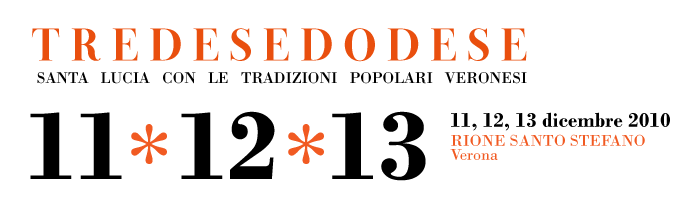 TREDESEDODESE
SANTA LUCIA CON LE TRADIZIONI POPOLARI VERONESI
11*12*13
11, 12, 13 dicembre 2010
RIONE SANTO STEFANO
Verona